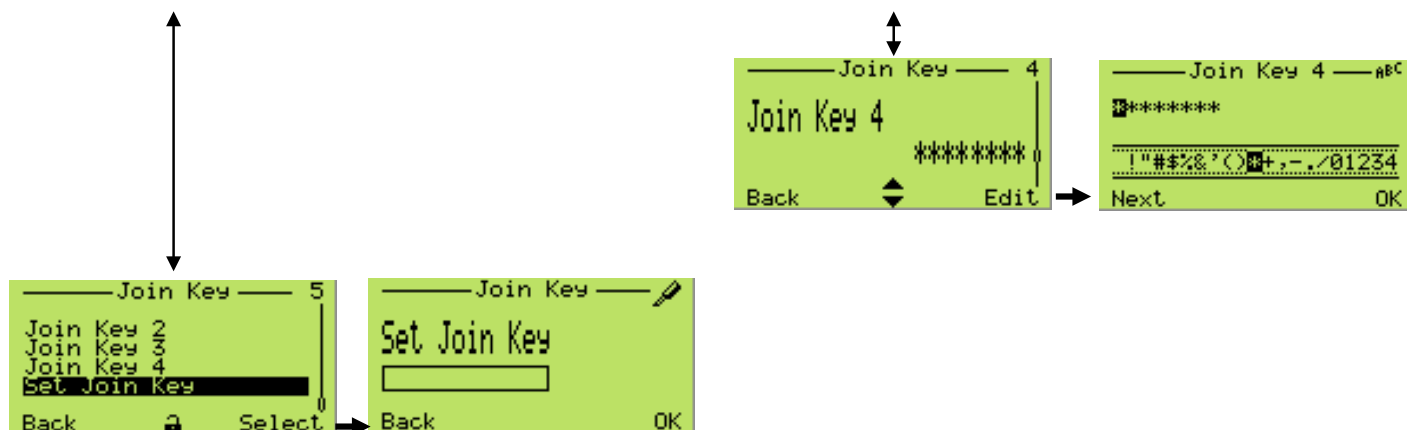 Join Key 4
Join Key 4
********
Back Edit
Join Key 4 ABC
********
!"#$%&'()*+,-./01234
Next OK
Join Key 5
Join Key 2
Join Key 3
Join Key 4
Set Join Key
Back Select
Join Key
Set Join Key
Back OK